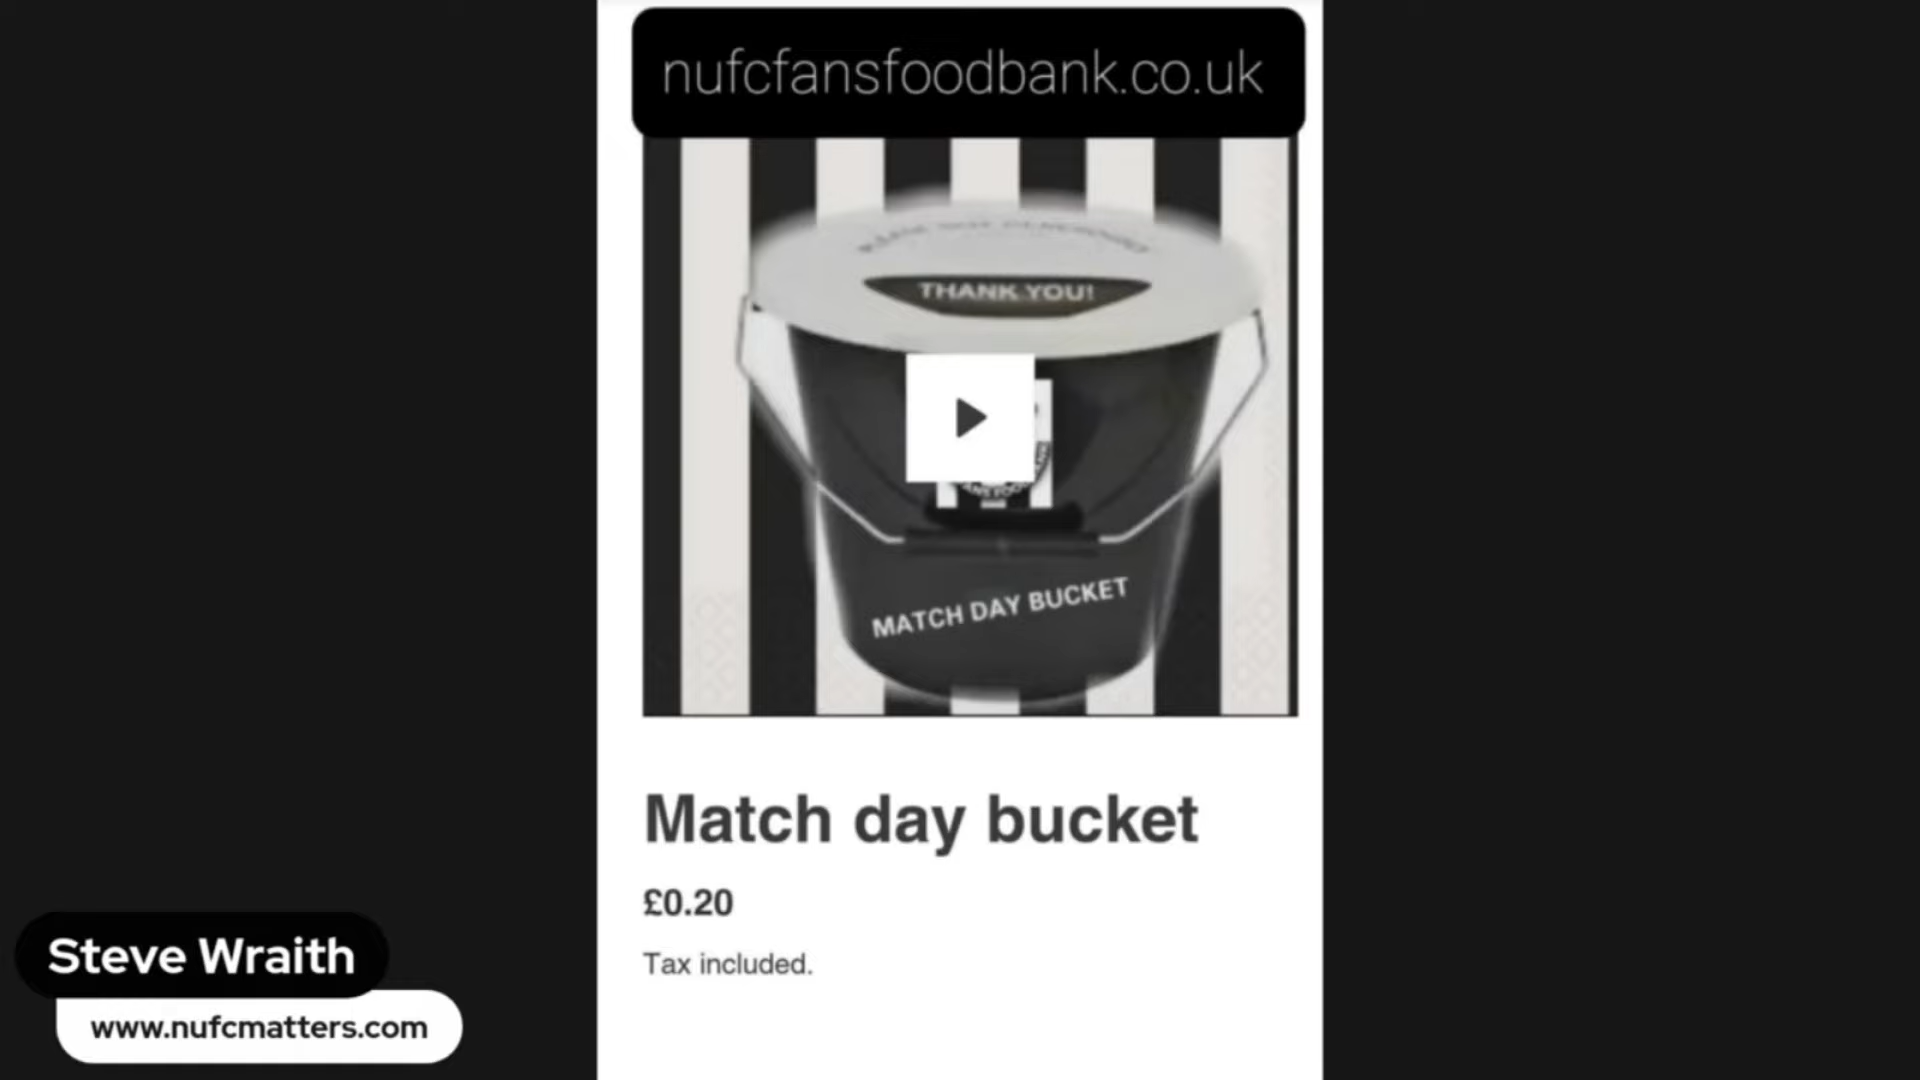 nufcfansfoodbank.co.uk
THANK YOU!
MATCH DAY BUCKET
Match day bucket
£0.20
Tax included.
Steve Wraith
www.nufcmatters.com